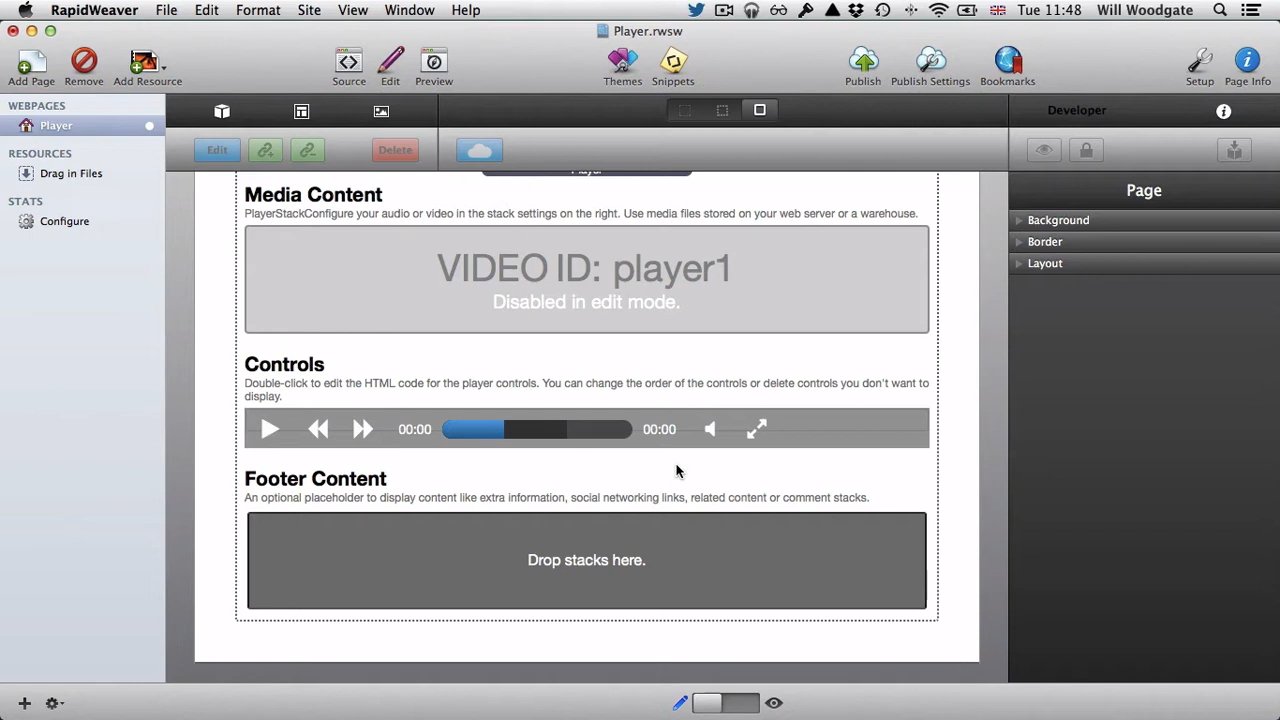 RapidWeaver File Edit Format Site View Window Help Tue 11:48 Will Woodgate
Player.rwsw
Add Page Remove Add Resource Source Edit Preview Themes Snippets Publish Publish Settings Bookmarks Setup Page Info
WEBPAGES
Player
RESOURCES
Drag in Files
STATS
Configure
Developer
Edit Delete
Player
Media Content
PlayerStackConfigure your audio or video in the stack settings on the right. Use media files stored on your web server or a warehouse.
VIDEO ID: player1
Disabled in edit mode.
Controls
Double-click to edit the HTML code for the player controls. You can change the order of the controls or delete controls you don't want to
display.
00:00 00:00
Footer Content
An optional placeholder to display content like extra information, social networking links, related content or comment stacks.
Drop stacks here.
Page
Background
Border
Layout